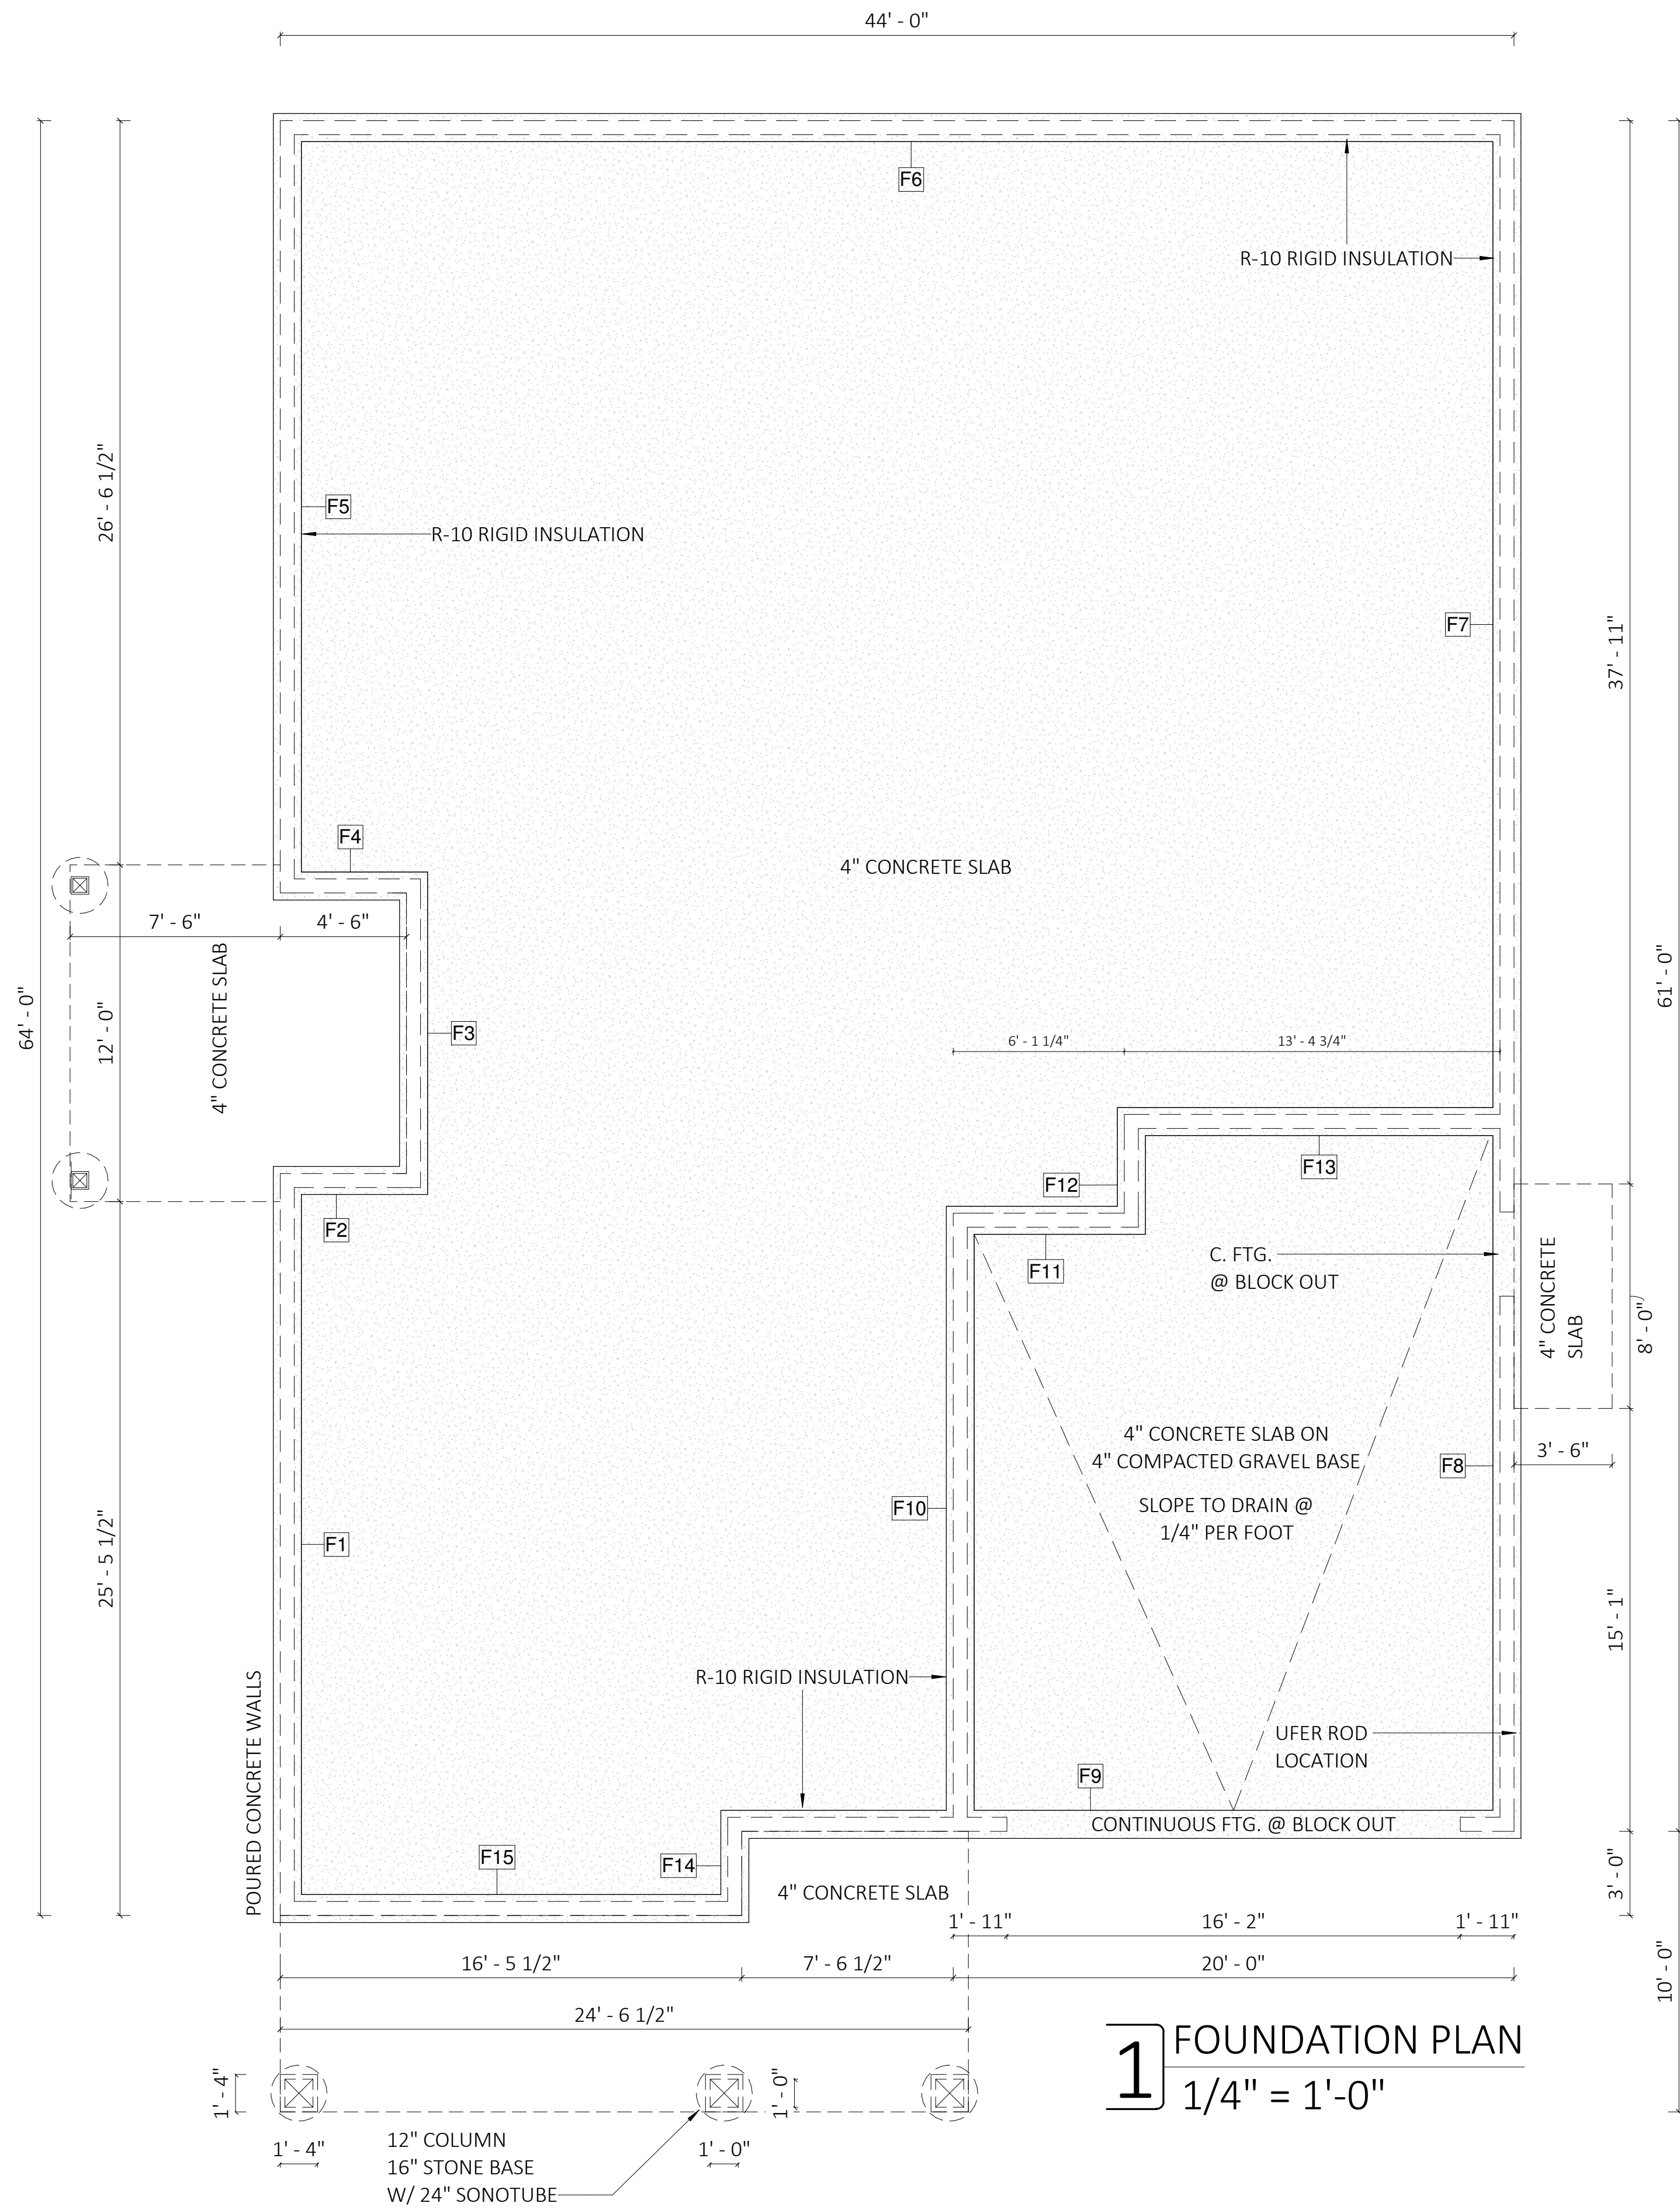 44' - 0"
F6
R-10 RIGID INSULATION
26' - 6 1/2"
F5
R-10 RIGID INSULATION
F7
37' - 11"
F4
4" CONCRETE SLAB
7' - 6"
4' - 6"
4" CONCRETE SLAB
64' - 0"
12' - 0"
F3
61' - 0"
6' - 1 1/4"
13' - 4 3/4"
F13
F12
F2
F11
C. FTG.
@ BLOCK OUT
4" CONCRETE
SLAB
8' - 0"
4" CONCRETE SLAB ON
4" COMPACTED GRAVEL BASE
F8
3' - 6"
SLOPE TO DRAIN @
1/4" PER FOOT
F10
F1
25' - 5 1/2"
15' - 1"
R-10 RIGID INSULATION
UFER ROD
LOCATION
POURED CONCRETE WALLS
F9
CONTINUOUS FTG. @ BLOCK OUT
F15
F14
4" CONCRETE SLAB
3' - 0"
1' - 11"
16' - 2"
1' - 11"
16' - 5 1/2"
7' - 6 1/2"
20' - 0"
10' - 0"
24' - 6 1/2"
1
FOUNDATION PLAN
1/4" = 1'-0"
1' - 4"
1' - 0"
12" COLUMN
16" STONE BASE
W/ 24" SONOTUBE
1' - 4"
1' - 0"